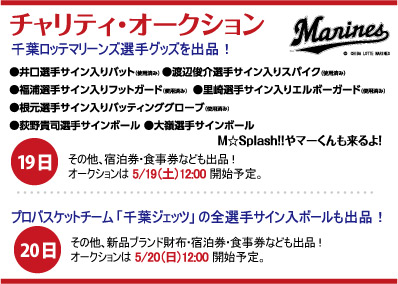 チャリティ・オークション
Marines
© CHIBA LOTTE MARINES
千葉ロッテマリーンズ選手グッズを出品！
●井口選手サイン入りバット(使用済み) ●渡辺俊介選手サイン入りスパイク(使用済み)
●福浦選手サイン入りフットガード(使用済み) ●里崎選手サイン入りエルボーガード(使用済み)
●根元選手サイン入りバッティンググローブ(使用済み)
●荻野貴司選手サインボール ●大嶺選手サインボール
M☆Splash!!やマーくんも来るよ!
19日
その他、宿泊券・食事券なども出品！
オークションは 5/19(土)12:00 開始予定。
プロバスケットチーム「千葉ジェッツ」の全選手サイン入ボールも出品！
20日
その他、新品ブランド財布・宿泊券・食事券なども出品！
オークションは 5/20(日)12:00 開始予定。